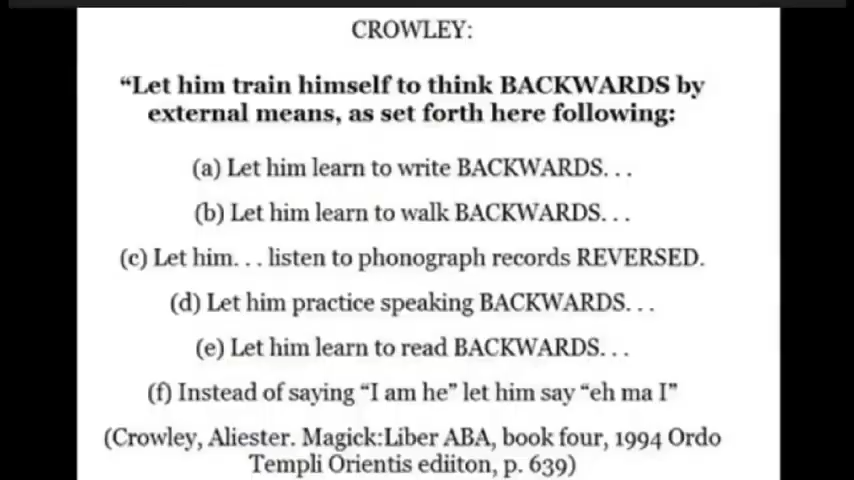 CROWLEY:
“Let him train himself to think BACKWARDS by
external means, as set forth here following:
(a) Let him learn to write BACKWARDS. . .
(b) Let him learn to walk BACKWARDS. . .
(c) Let him. . . listen to phonograph records REVERSED.
(d) Let him practice speaking BACKWARDS. . .
(e) Let him learn to read BACKWARDS. . .
(f) Instead of saying “I am he” let him say “eh ma I”
(Crowley, Aliester. Magick:Liber ABA, book four, 1994 Ordo
Templi Orientis ediiton, p. 639)